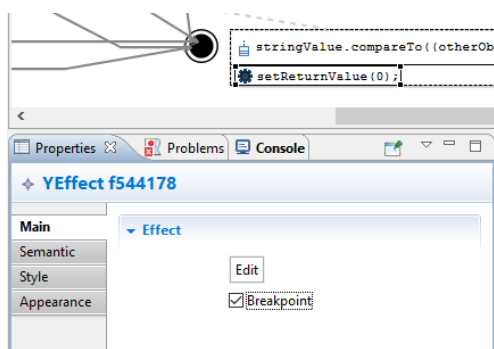 stringValue.compareTo((otherOb
setReturnValue(0);
Properties Problems Console
YEffect f544178
Main
Effect
Semantic
Edit
Style
Appearance
Breakpoint